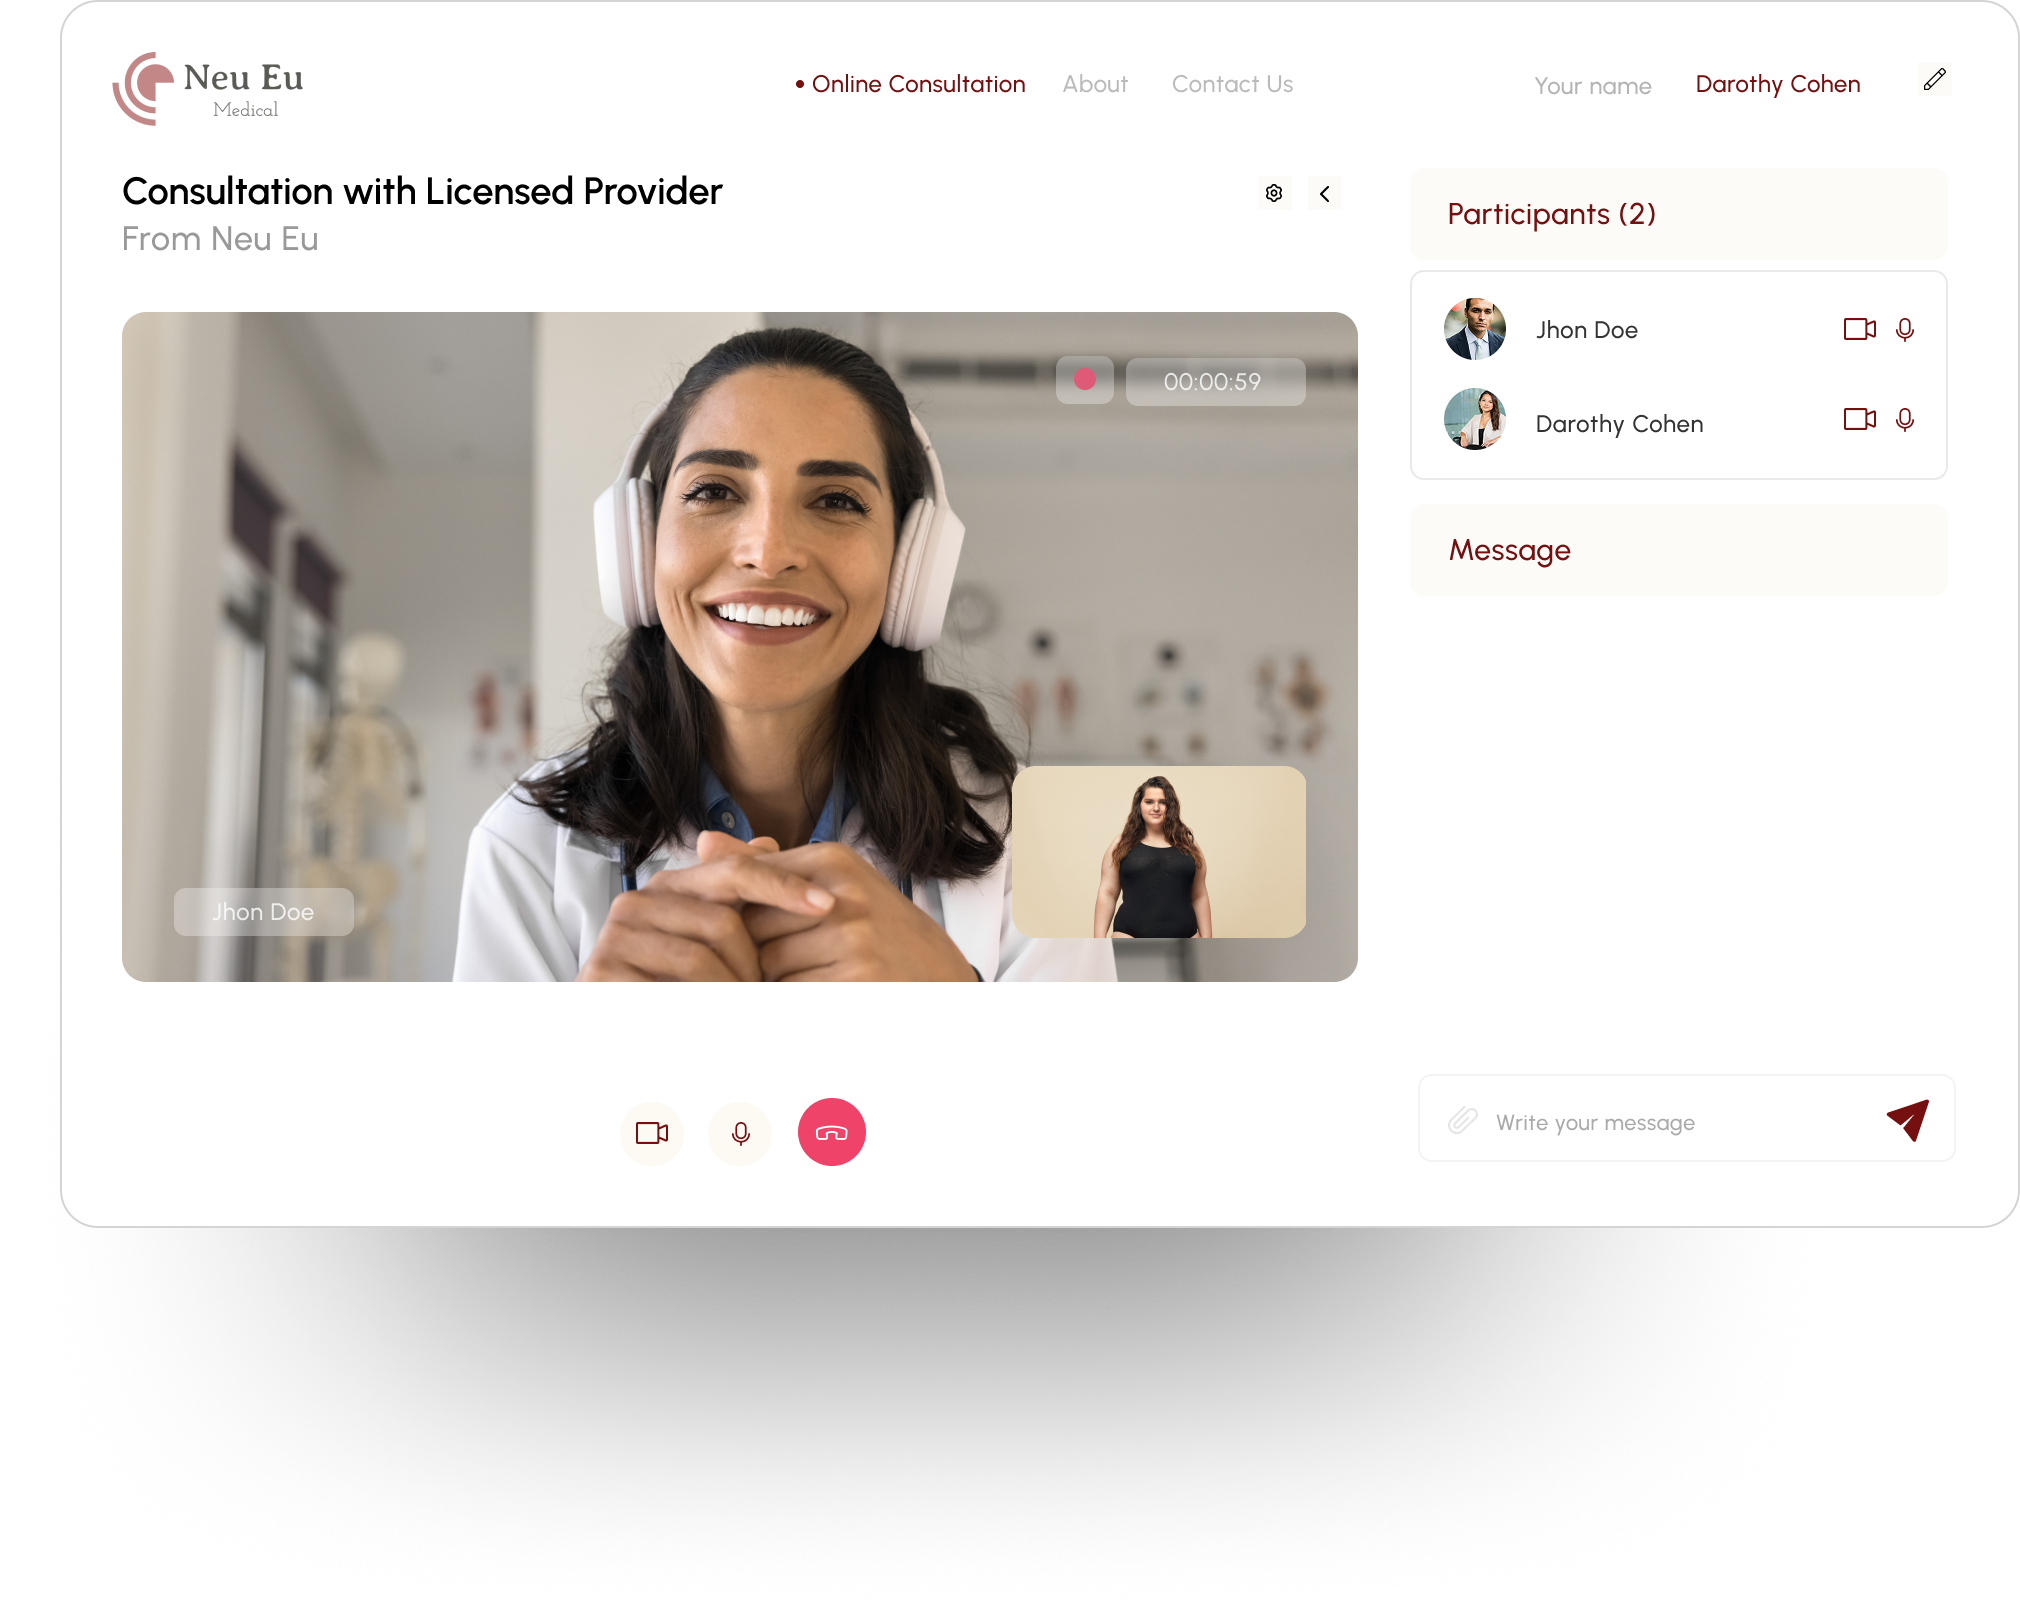 Neu Eu
Medical
Online Consultation
About
Contact Us
Your name
Darothy Cohen
Consultation with Licensed Provider
From Neu Eu
00:00:59
Jhon Doe
Participants (2)
Jhon Doe
Darothy Cohen
Message
Write your message